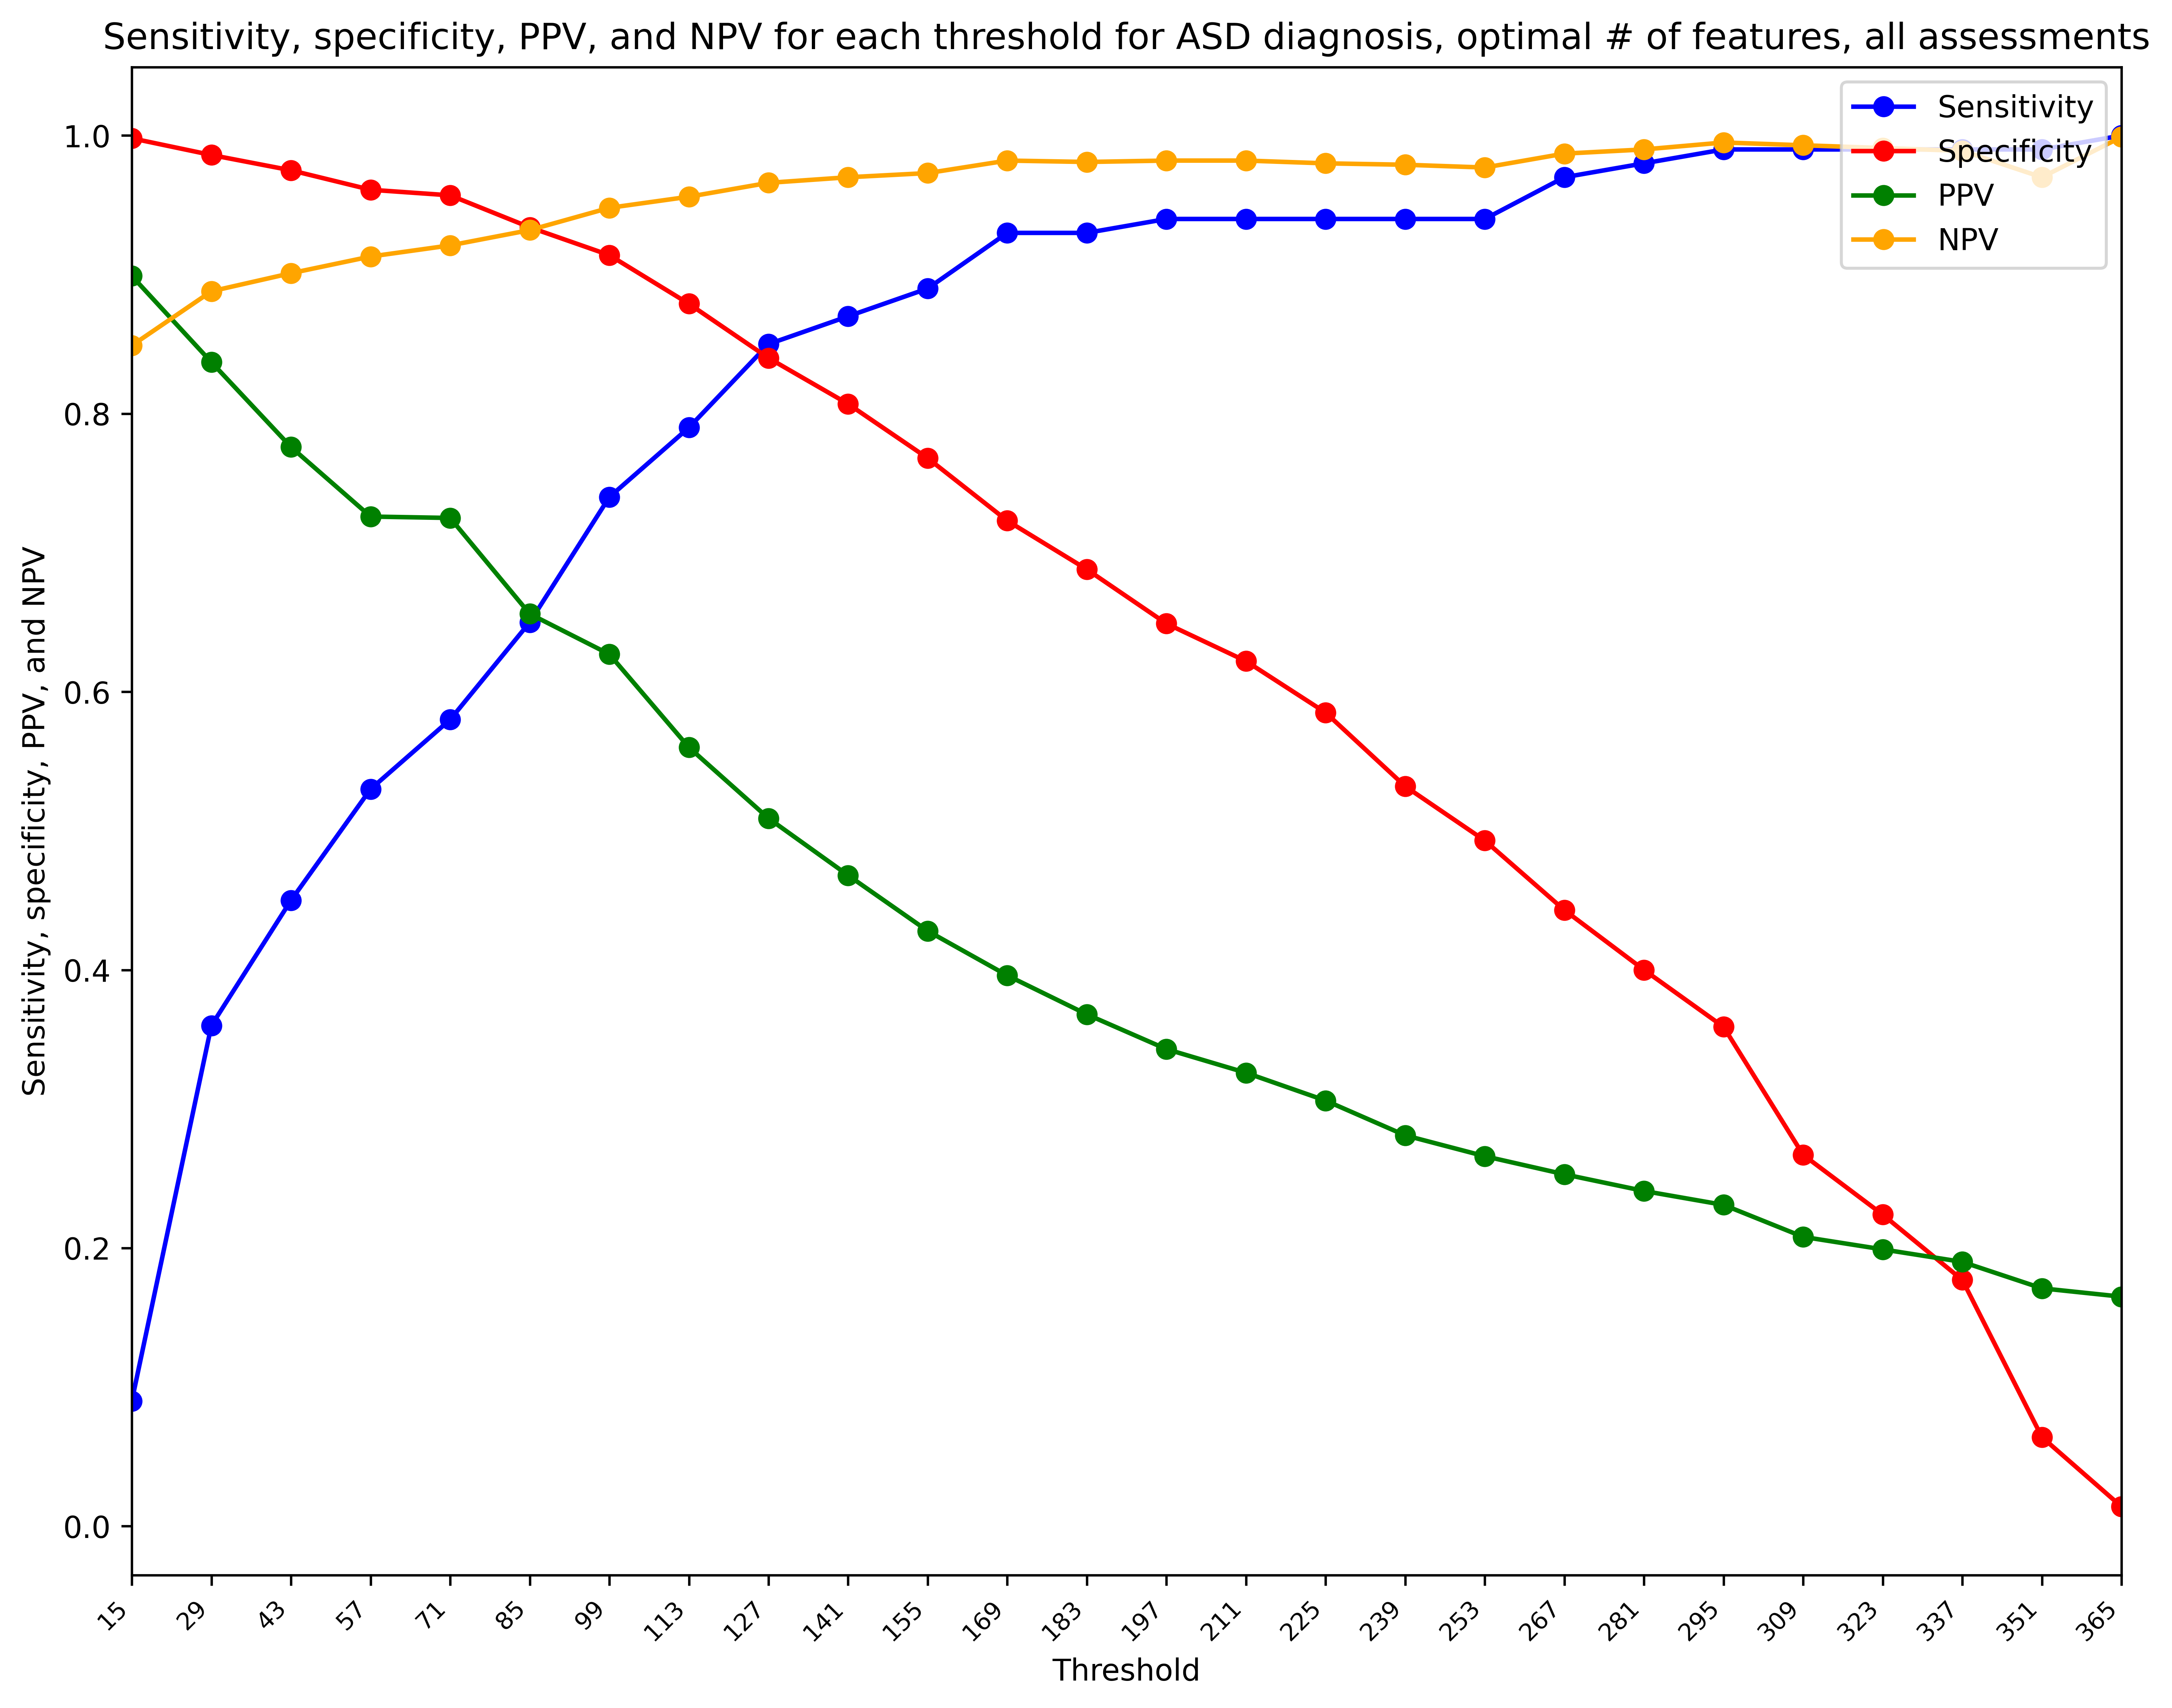 Sensitivity, specificity, PPV, and NPV for each threshold for ASD diagnosis, optimal # of features, all assessments
Sensitivity
Specificity
PPV
NPV
Sensitivity, specificity, PPV, and NPV
1.0
0.8
0.6
0.4
0.2
0.0
15 29 43 57 71 85 99 113 127 141 155 169 183 197 211 225 239 253 267 281 295 309 323 337 351 365
Threshold